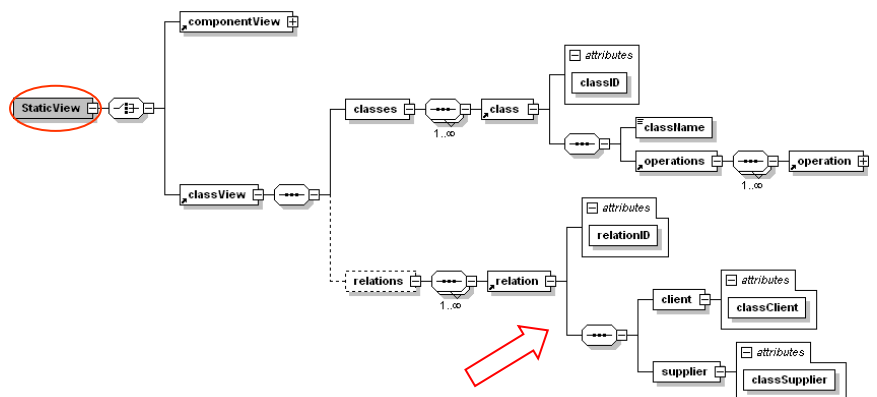 componentView
attributes
classID
StaticView
classes
class
1..∞
className
operations
operation
1..∞
classView
attributes
relationID
relations
relation
1..∞
client
attributes
classClient
supplier
attributes
classSupplier